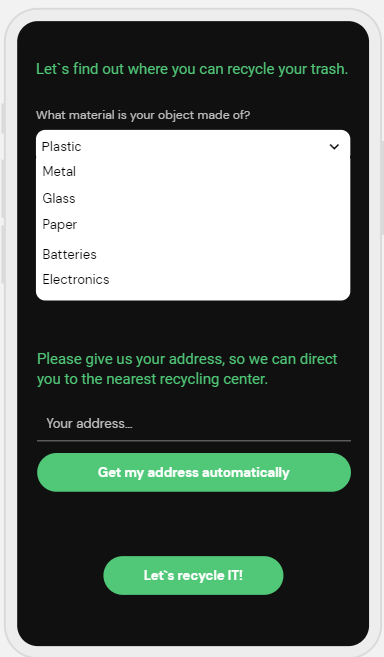 Let`s find out where you can recycle your trash.
What material is your object made of?
Plastic
Metal
Glass
Paper
Batteries
Electronics
Please give us your address, so we can direct
you to the nearest recycling center.
Your address...
Get my address automatically
Let`s recycle IT!